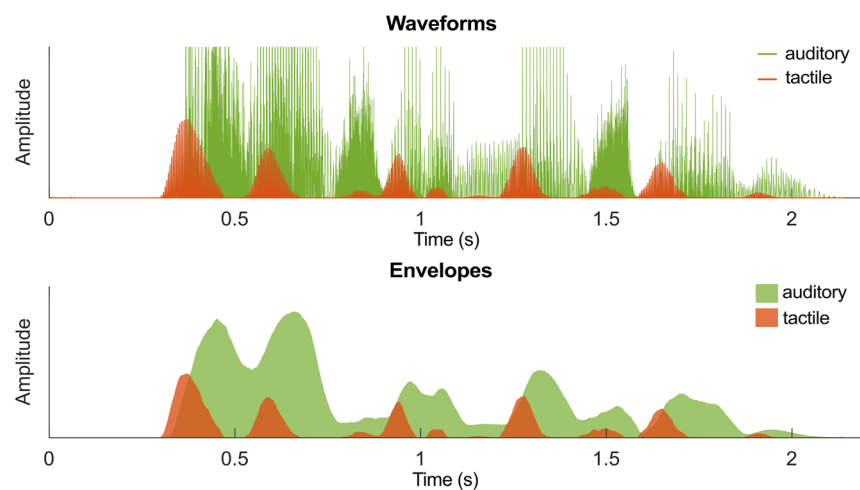 Waveforms
auditory
tactile
Amplitude
0 0.5 1 1.5 2
Time (s)
Envelopes
auditory
tactile
Amplitude
0 0.5 1 1.5 2
Time (s)